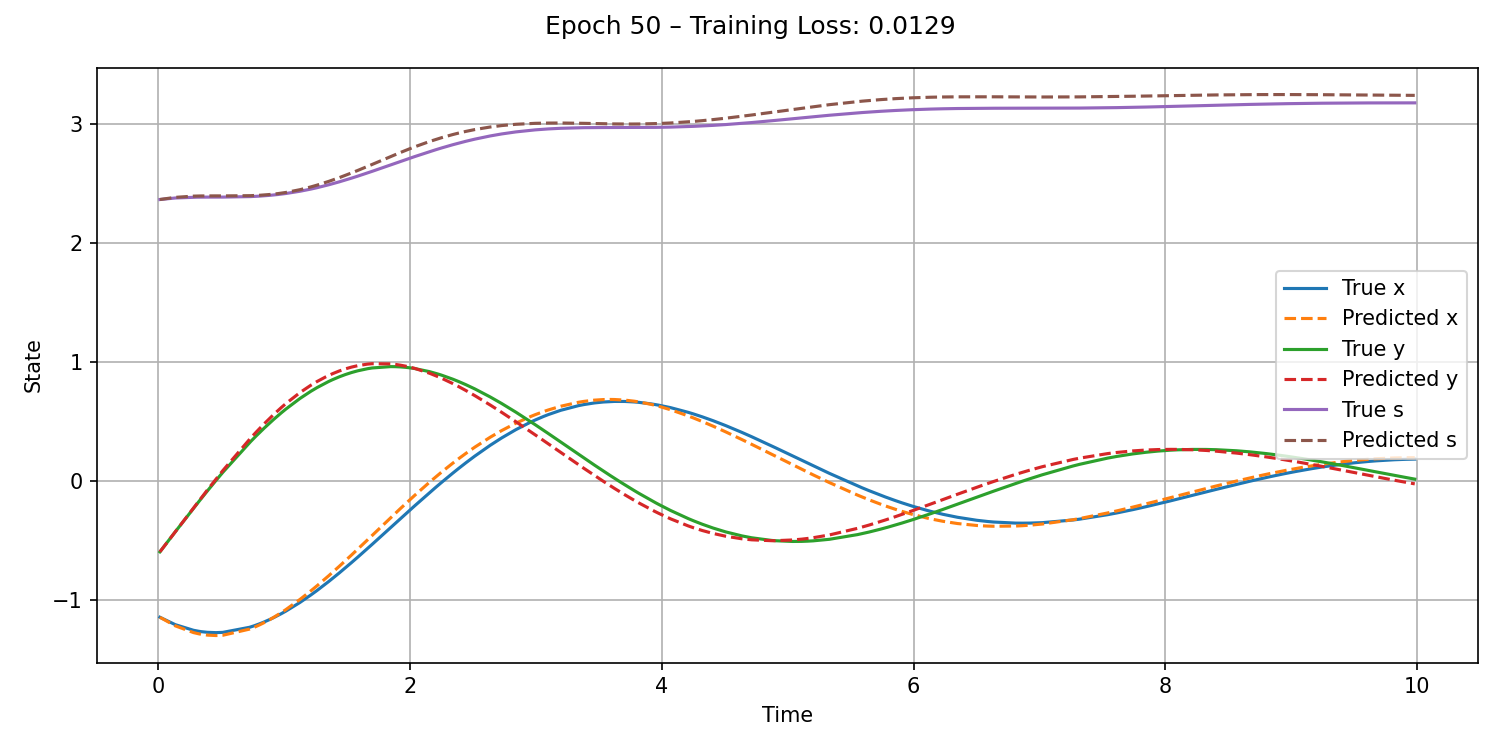 Epoch 50 – Training Loss: 0.0129
State
3
2
1
0
−1
True x
Predicted x
True y
Predicted y
True s
Predicted s
0 2 4 6 8 10
Time